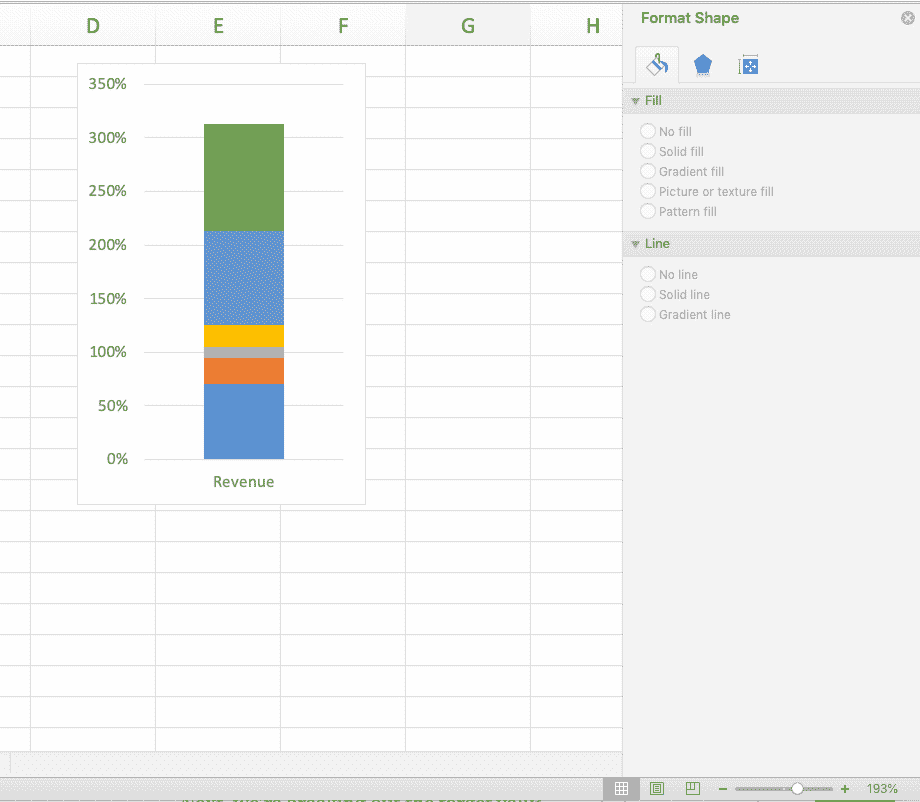 D E F G H
Format Shape
Fill
No fill
Solid fill
Gradient fill
Picture or texture fill
Pattern fill
Line
No line
Solid line
Gradient line
350%
300%
250%
200%
150%
100%
50%
0%
Revenue
193%